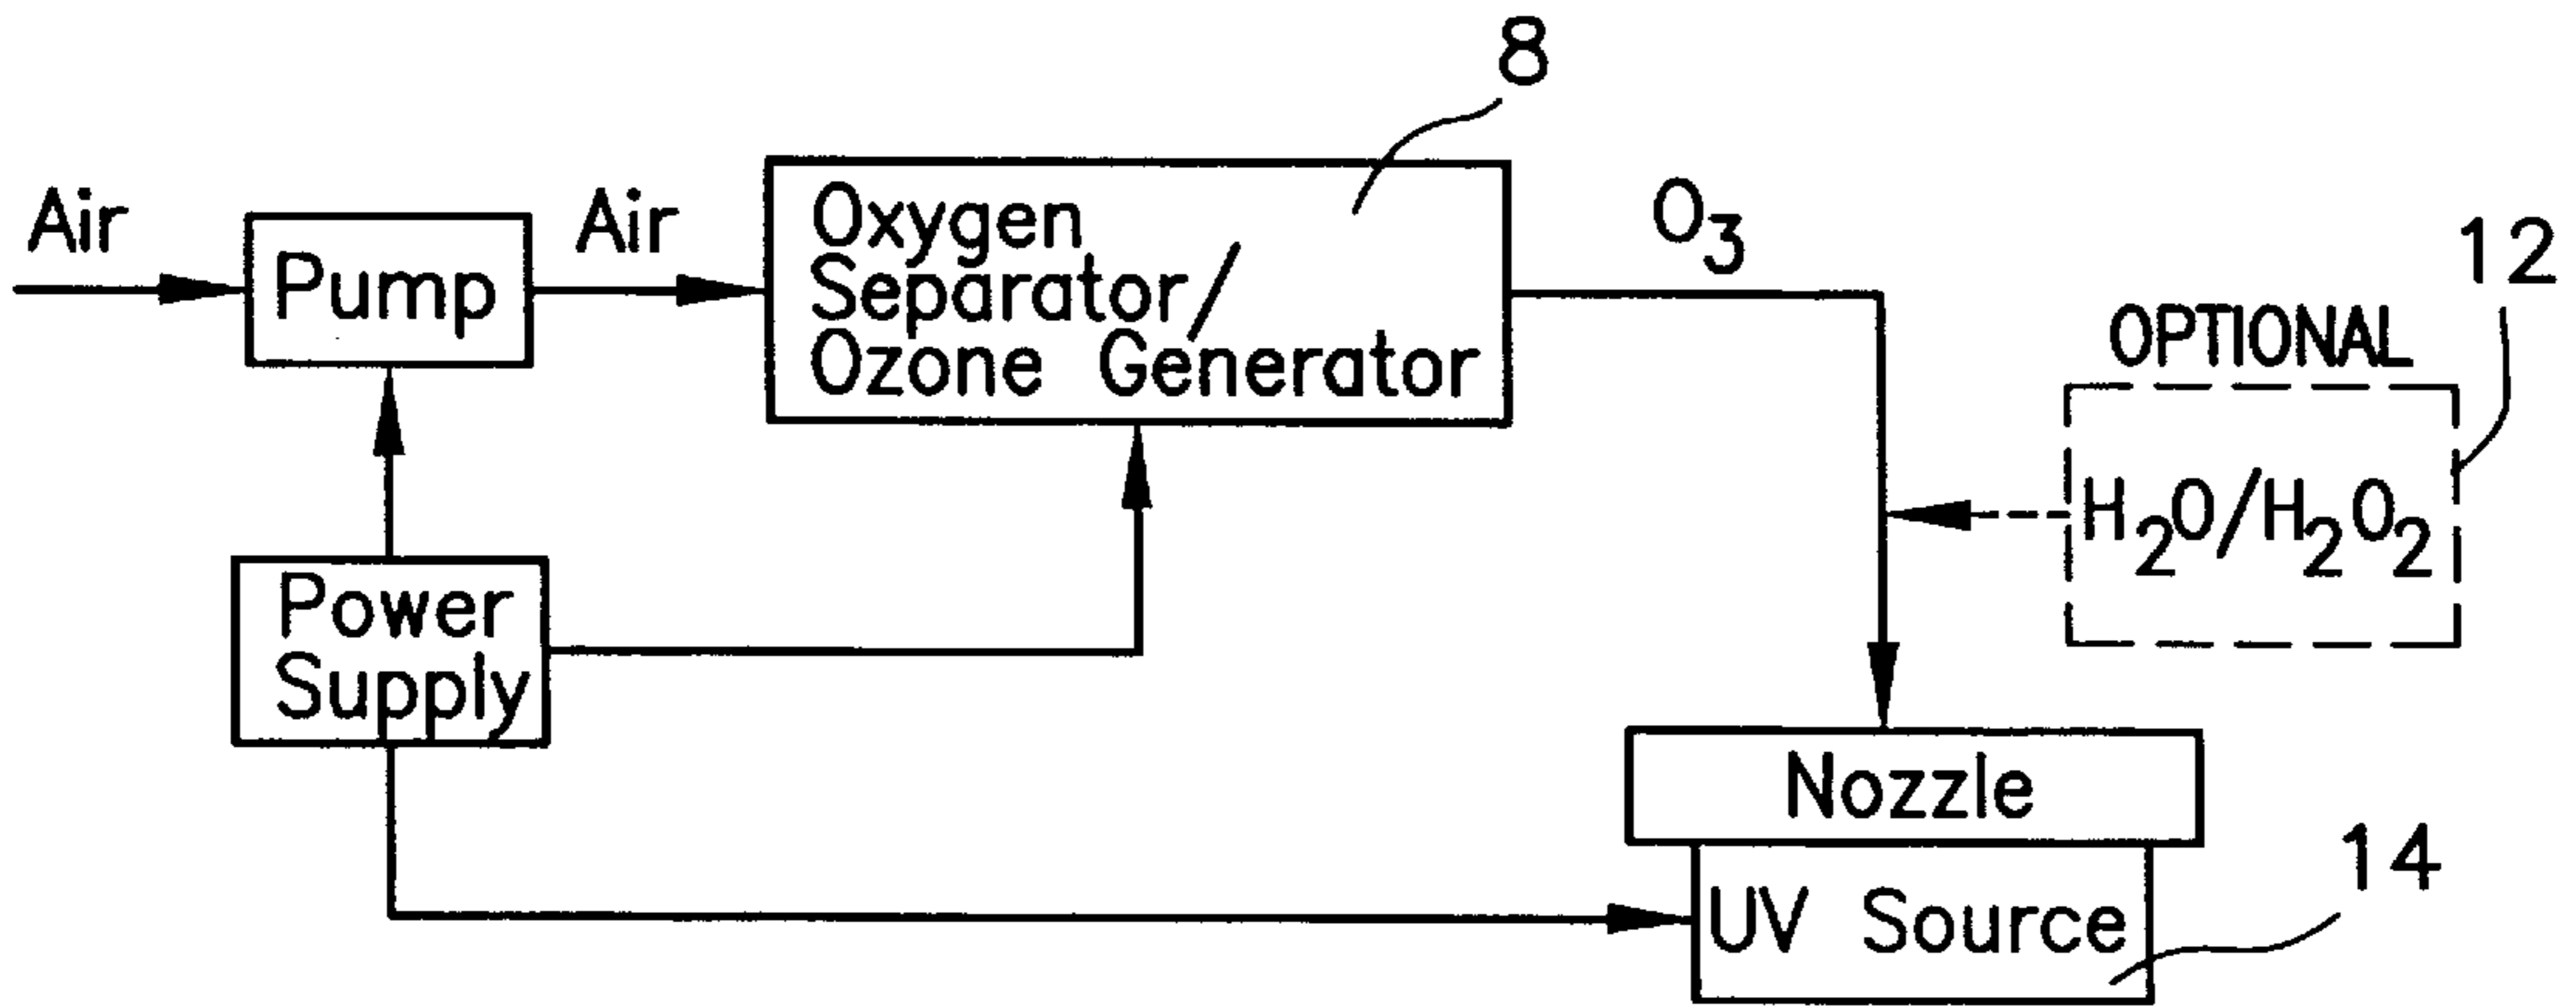 8
Air
Pump
Air
Oxygen
Separator/
Ozone Generator
O₃
12
OPTIONAL
H₂O/H₂O₂
Power
Supply
Nozzle
UV Source
14